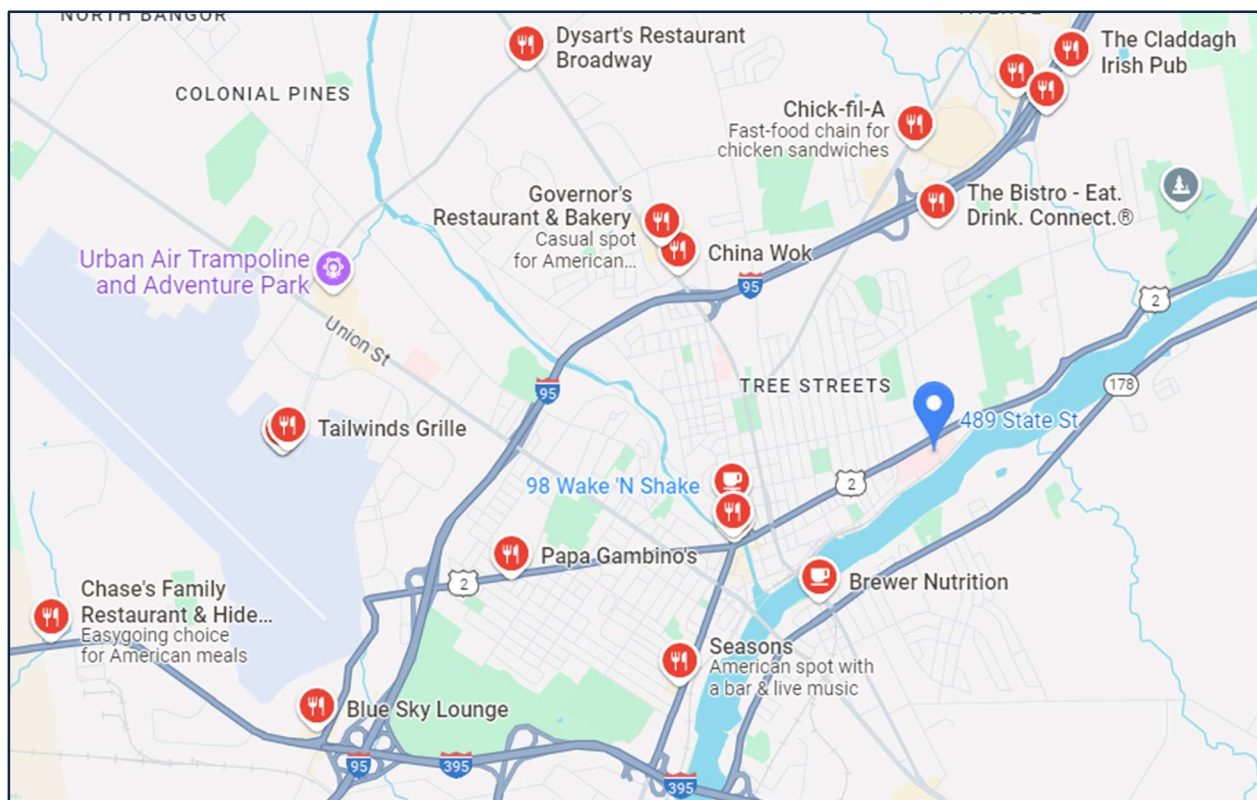 NORTH BANGOR
Dysart's Restaurant
Broadway
The Claddagh
Irish Pub
COLONIAL PINES
Chick-fil-A
Fast-food chain for
chicken sandwiches
Governor's
Restaurant & Bakery
Casual spot
for American...
The Bistro - Eat.
Drink. Connect.®
China Wok
Urban Air Trampoline
and Adventure Park
95
2
Union St
TREE STREETS
178
95
489 State St
Tailwinds Grille
98 Wake 'N Shake
2
Papa Gambino's
2
Brewer Nutrition
Chase's Family
Restaurant & Hide...
Easygoing choice
for American meals
Seasons
American spot with
a bar & live music
Blue Sky Lounge
95
395
395